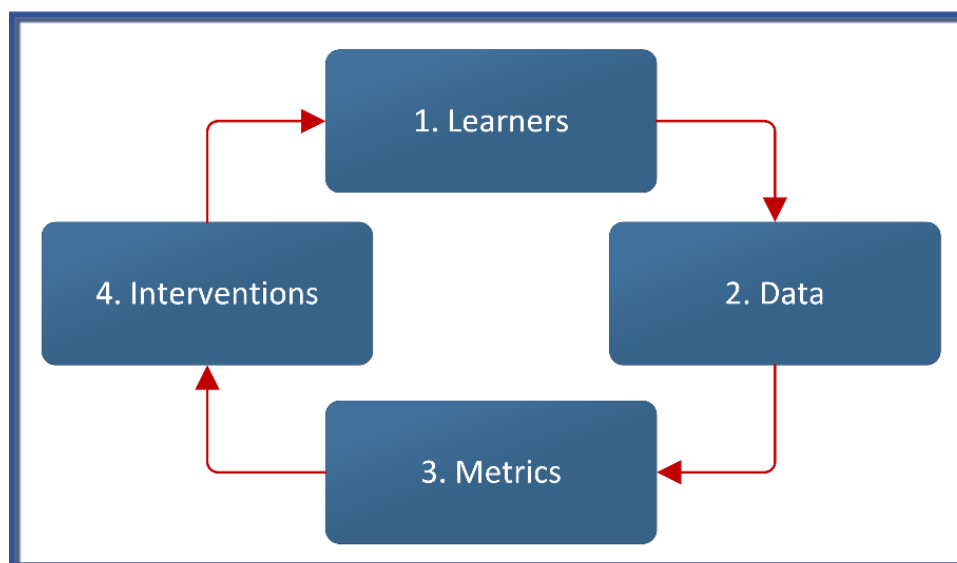 1. Learners
2. Data
3. Metrics
4. Interventions